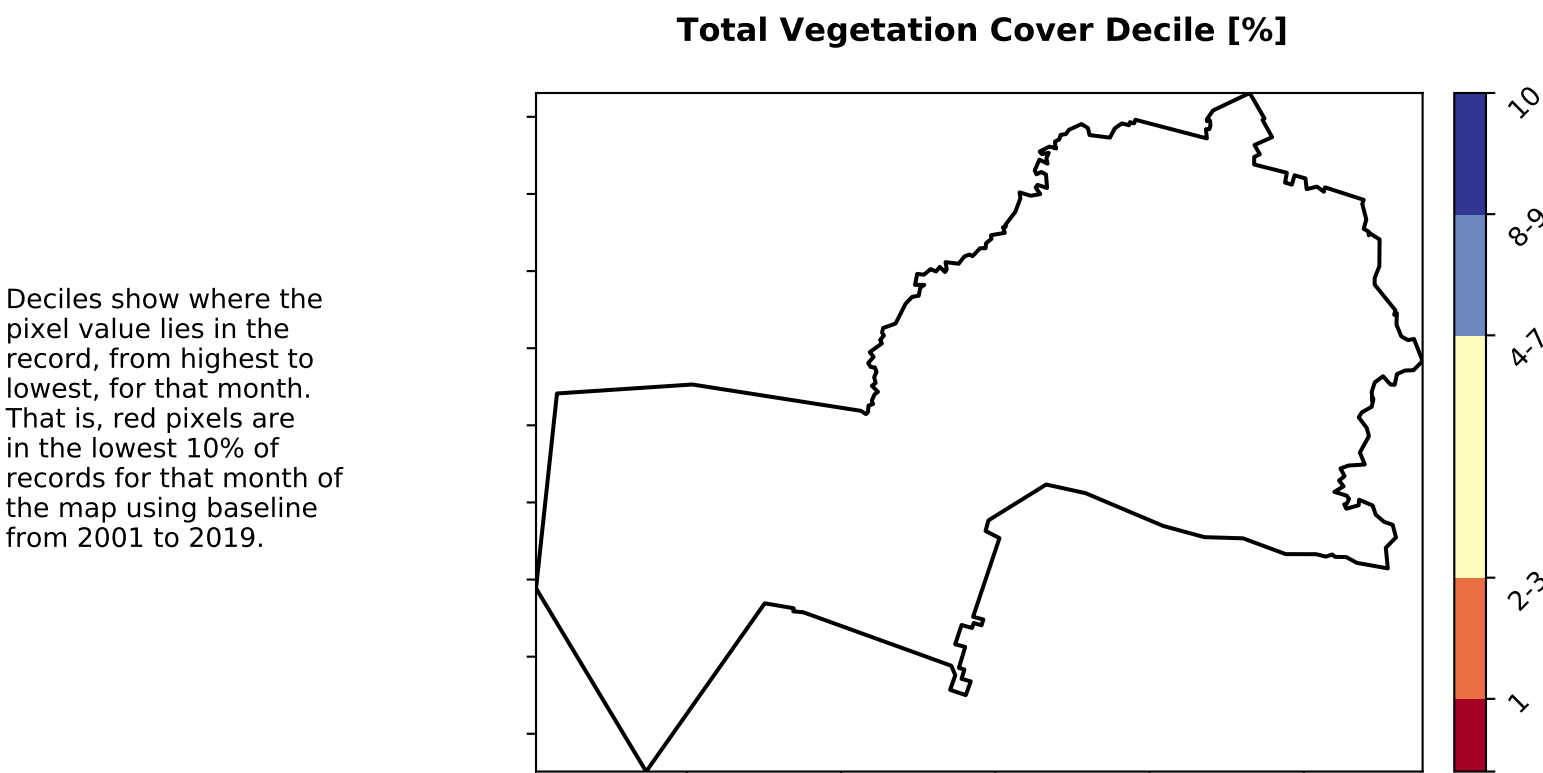 Total Vegetation Cover Decile [%]
Deciles show where the
pixel value lies in the
record, from highest to
lowest, for that month.
That is, red pixels are
in the lowest 10% of
records for that month of
the map using baseline
from 2001 to 2019.
10
8-9
4-7
2-3
1